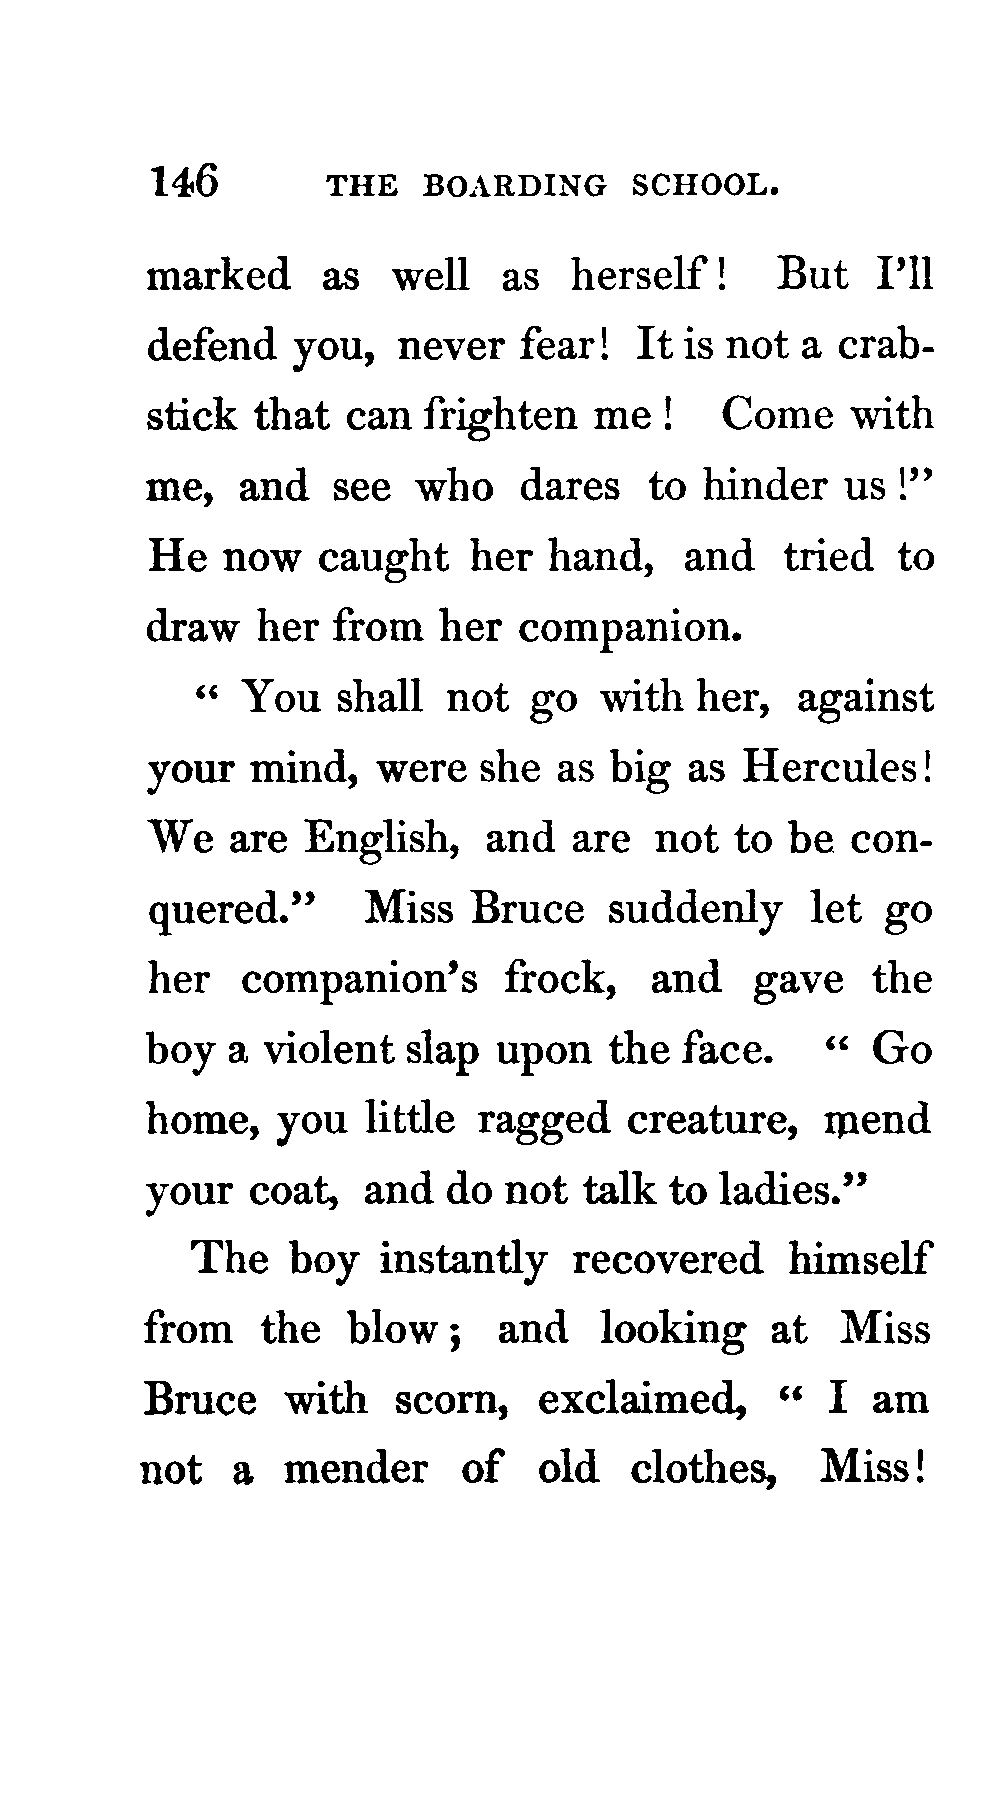 146 THE BOARDING SCHOOL.
marked as well as herself! But I'll
defend you, never fear! It is not a crab-
stick that can frighten me! Come with
me, and see who dares to hinder us!"
He now caught her hand, and tried to
draw her from her companion.
" You shall not go with her, against
your mind, were she as big as Hercules!
We are English, and are not to be con-
quered." Miss Bruce suddenly let go
her companion's frock, and gave the
boy a violent slap upon the face. " Go
home, you little ragged creature, mend
your coat, and do not talk to ladies."
The boy instantly recovered himself
from the blow; and looking at Miss
Bruce with scorn, exclaimed, " I am
not a mender of old clothes, Miss!